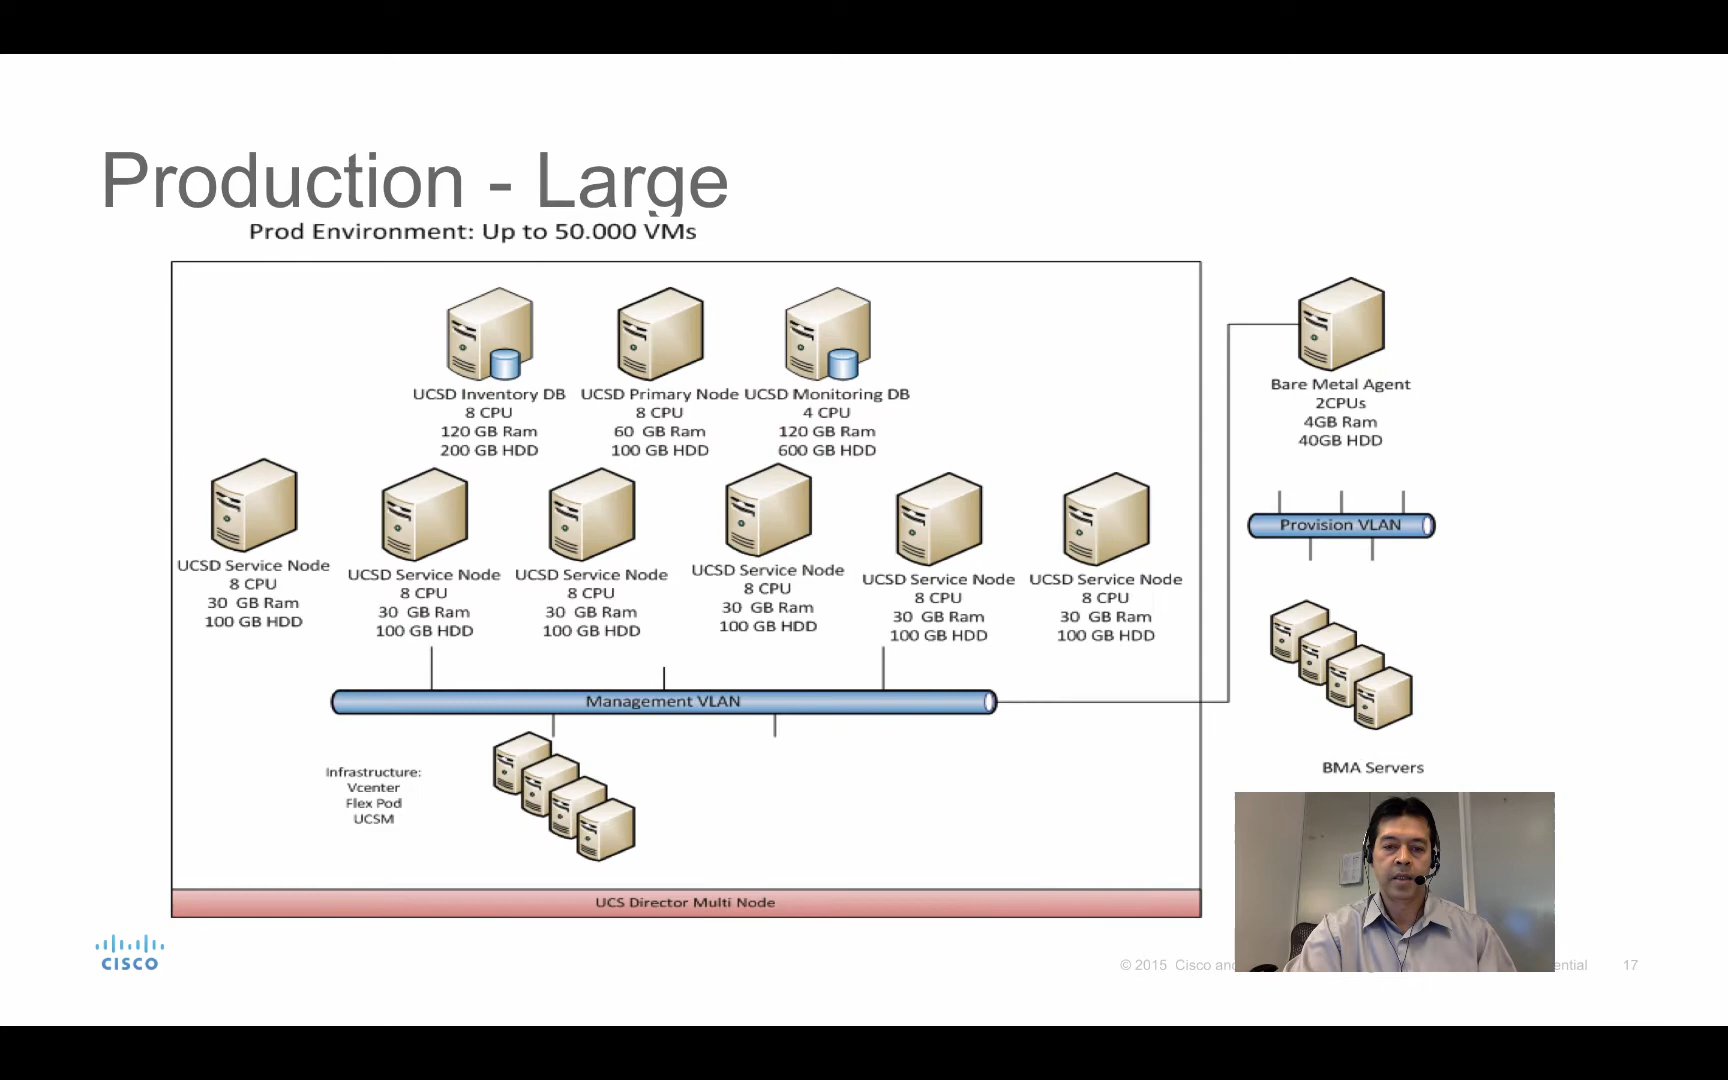 Production - Large
Prod Environment: Up to 50.000 VMs
UCSD Inventory DB
8 CPU
120 GB Ram
200 GB HDD
UCSD Primary Node
8 CPU
60 GB Ram
100 GB HDD
UCSD Monitoring DB
4 CPU
120 GB Ram
600 GB HDD
Bare Metal Agent
2CPUs
4GB Ram
40GB HDD
UCSD Service Node
8 CPU
30 GB Ram
100 GB HDD
UCSD Service Node
8 CPU
30 GB Ram
100 GB HDD
UCSD Service Node
8 CPU
30 GB Ram
100 GB HDD
UCSD Service Node
8 CPU
30 GB Ram
100 GB HDD
UCSD Service Node
8 CPU
30 GB Ram
100 GB HDD
UCSD Service Node
8 CPU
30 GB Ram
100 GB HDD
Provision VLAN
Management VLAN
Infrastructure:
Vcenter
Flex Pod
UCSM
BMA Servers
UCS Director Multi Node
CISCO
© 2015 Cisco and
ential
17